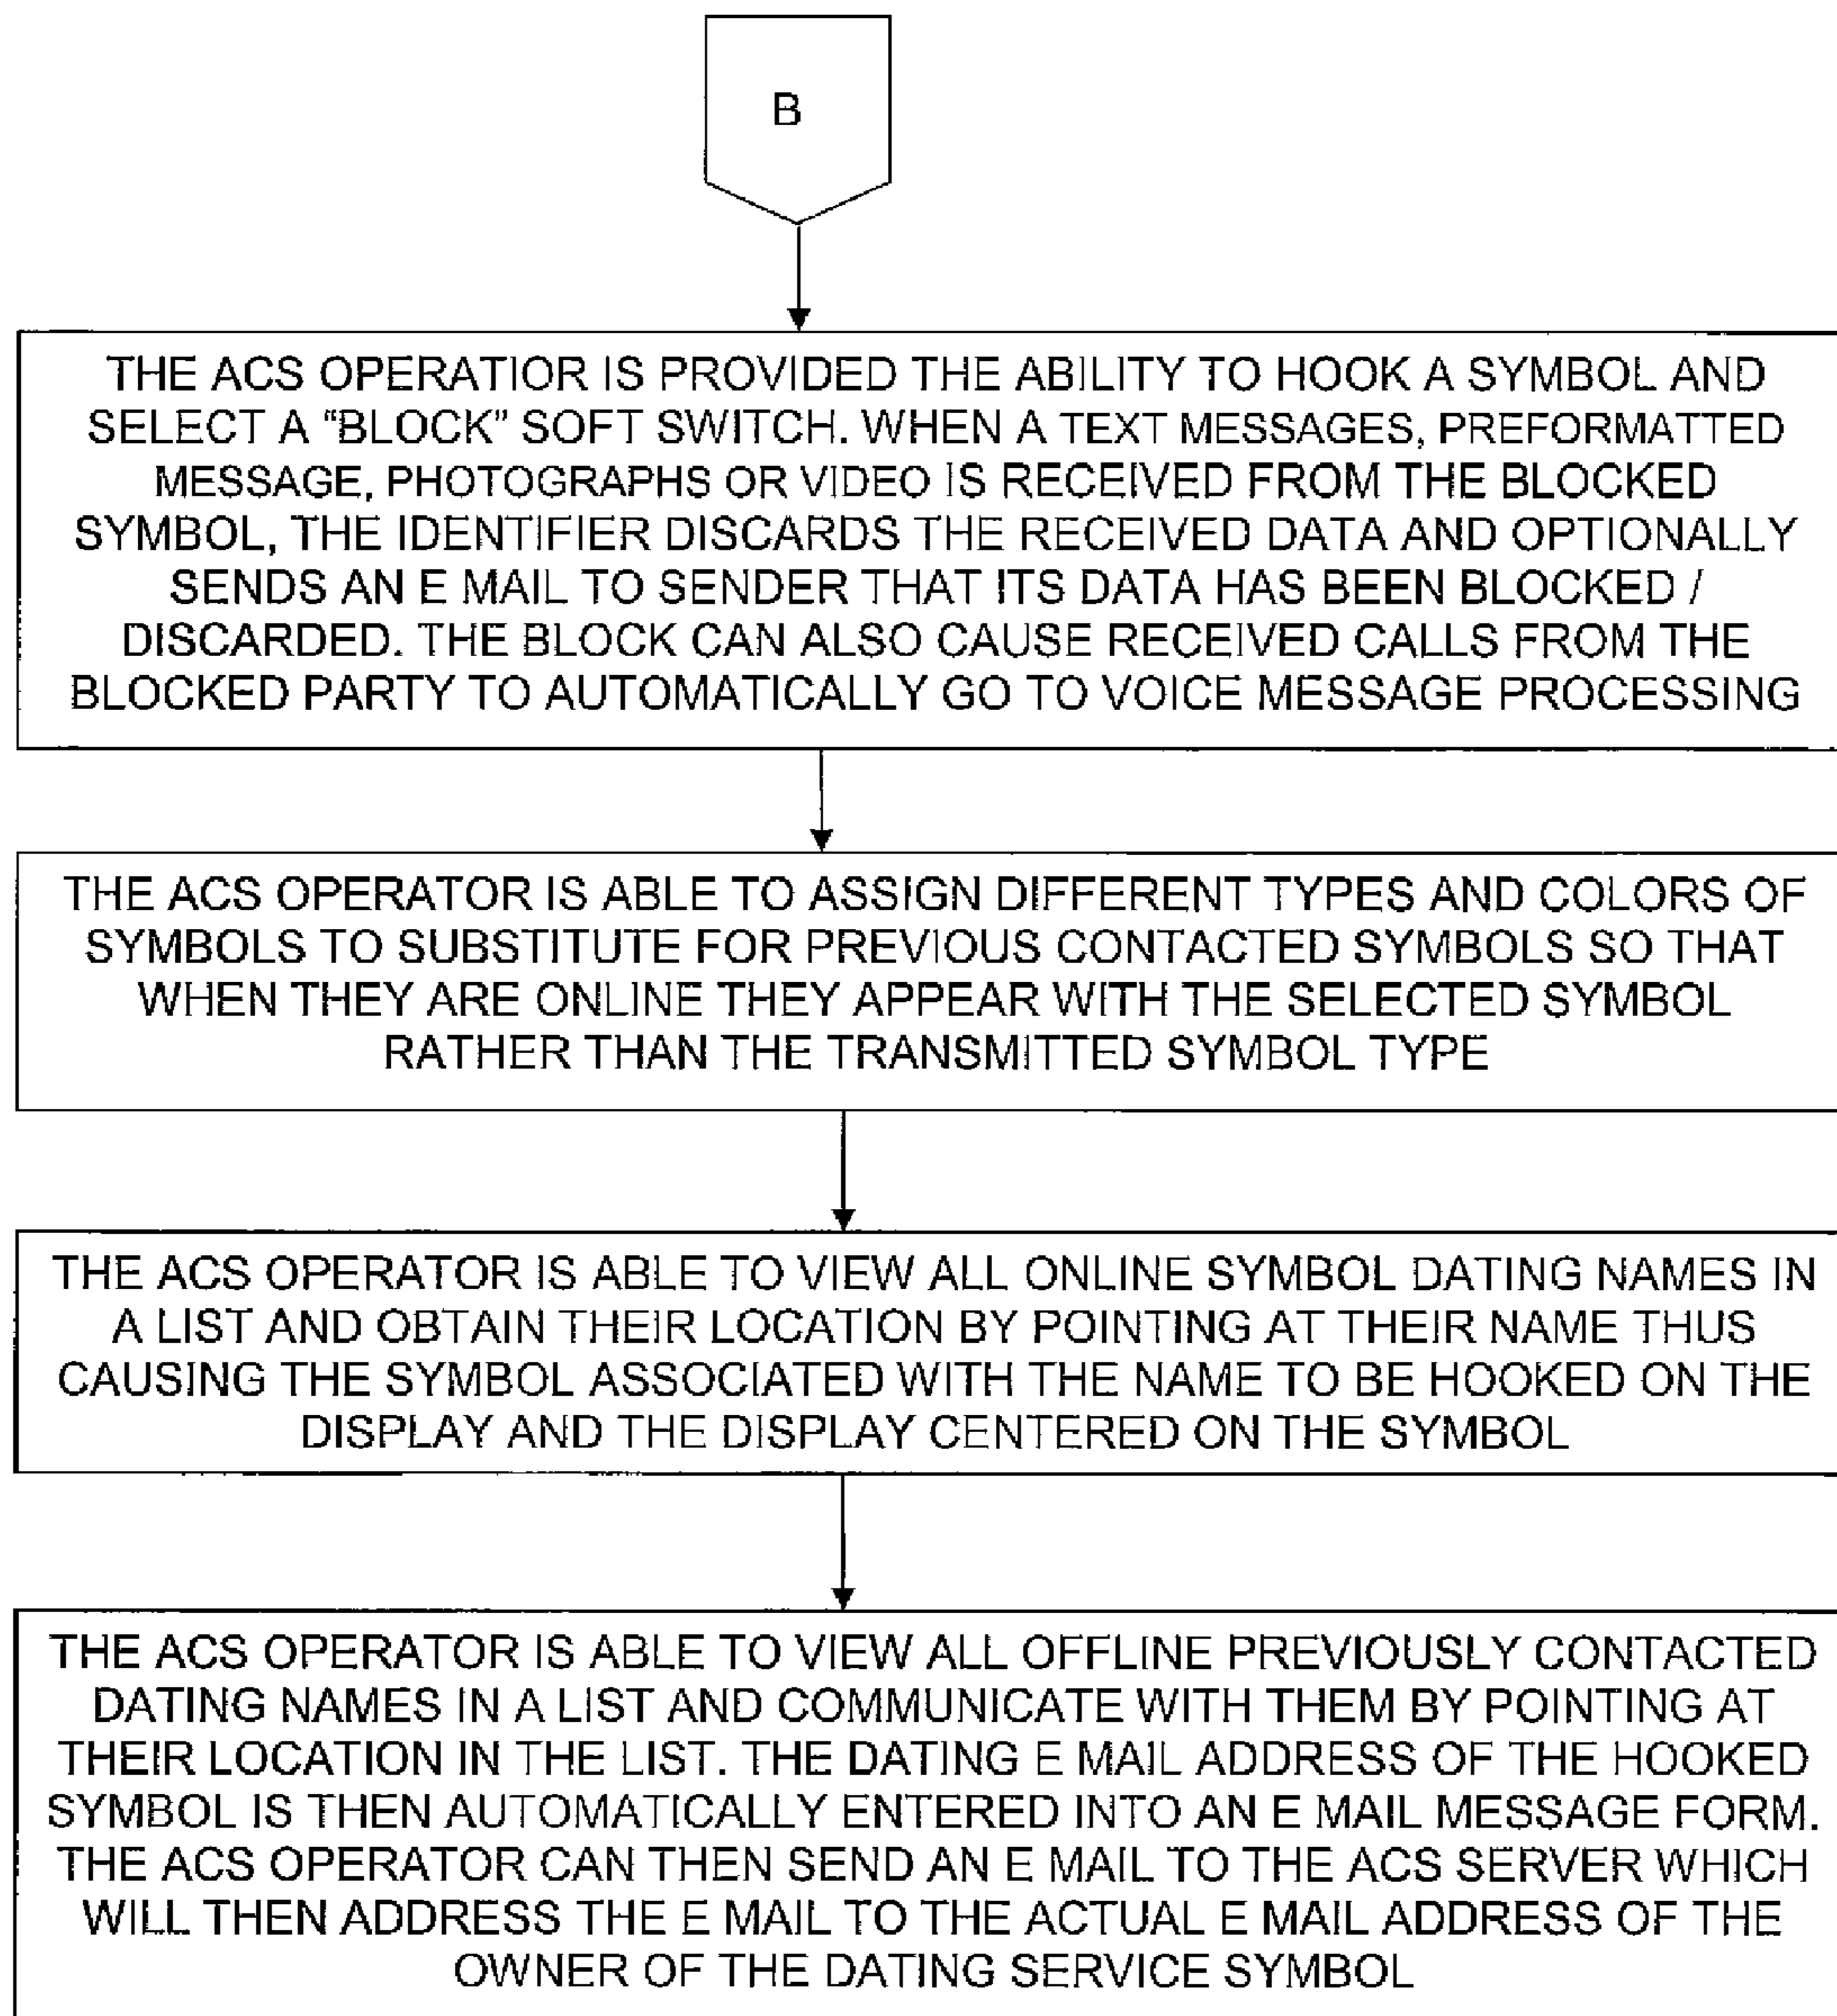 B
THE ACS OPERATIOR IS PROVIDED THE ABILITY TO HOOK A SYMBOL AND
SELECT A “BLOCK” SOFT SWITCH. WHEN A TEXT MESSAGES, PREFORMATTED
MESSAGE, PHOTOGRAPHS OR VIDEO IS RECEIVED FROM THE BLOCKED
SYMBOL, THE IDENTIFIER DISCARDS THE RECEIVED DATA AND OPTIONALLY
SENDS AN E MAIL TO SENDER THAT ITS DATA HAS BEEN BLOCKED /
DISCARDED. THE BLOCK CAN ALSO CAUSE RECEIVED CALLS FROM THE
BLOCKED PARTY TO AUTOMATICALLY GO TO VOICE MESSAGE PROCESSING
THE ACS OPERATOR IS ABLE TO ASSIGN DIFFERENT TYPES AND COLORS OF
SYMBOLS TO SUBSTITUTE FOR PREVIOUS CONTACTED SYMBOLS SO THAT
WHEN THEY ARE ONLINE THEY APPEAR WITH THE SELECTED SYMBOL
RATHER THAN THE TRANSMITTED SYMBOL TYPE
THE ACS OPERATOR IS ABLE TO VIEW ALL ONLINE SYMBOL DATING NAMES IN
A LIST AND OBTAIN THEIR LOCATION BY POINTING AT THEIR NAME THUS
CAUSING THE SYMBOL ASSOCIATED WITH THE NAME TO BE HOOKED ON THE
DISPLAY AND THE DISPLAY CENTERED ON THE SYMBOL
THE ACS OPERATOR IS ABLE TO VIEW ALL OFFLINE PREVIOUSLY CONTACTED
DATING NAMES IN A LIST AND COMMUNICATE WITH THEM BY POINTING AT
THEIR LOCATION IN THE LIST. THE DATING E MAIL ADDRESS OF THE HOOKED
SYMBOL IS THEN AUTOMATICALLY ENTERED INTO AN E MAIL MESSAGE FORM.
THE ACS OPERATOR CAN THEN SEND AN E MAIL TO THE ACS SERVER WHICH
WILL THEN ADDRESS THE E MAIL TO THE ACTUAL E MAIL ADDRESS OF THE
OWNER OF THE DATING SERVICE SYMBOL